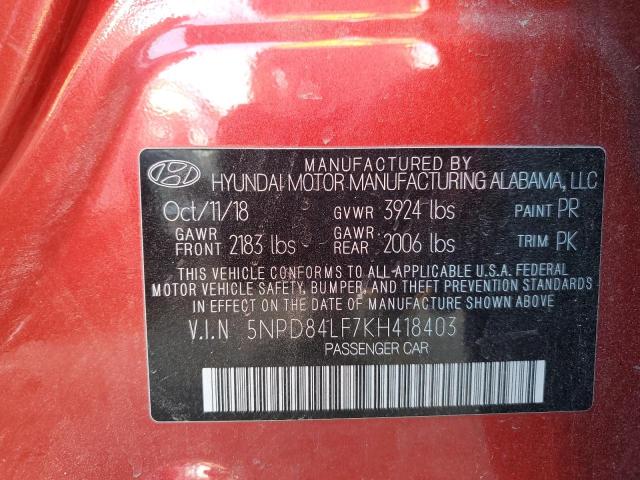 MANUFACTURED BY
HYUNDAI MOTOR MANUFACTURING ALABAMA, LLC
Oct/11/18 GVWR 3924 lbs PAINT PR
GAWR FRONT 2183 lbs GAWR REAR 2006 lbs TRIM PK
THIS VEHICLE CONFORMS TO ALL APPLICABLE U.S.A. FEDERAL
MOTOR VEHICLE SAFETY, BUMPER, AND THEFT PREVENTION STANDARDS
IN EFFECT ON THE DATE OF MANUFACTURE SHOWN ABOVE
V.I.N 5NPD84LF7KH418403
PASSENGER CAR